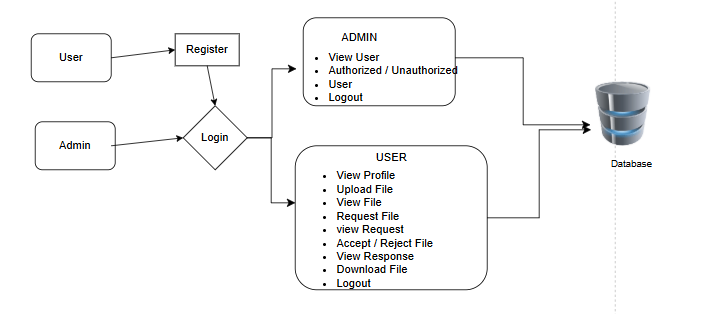 User
Register
Admin
Login
ADMIN
• View User
• Authorized / Unauthorized
• User
• Logout
USER
• View Profile
• Upload File
• View File
• Request File
• view Request
• Accept / Reject File
• View Response
• Download File
• Logout
Database